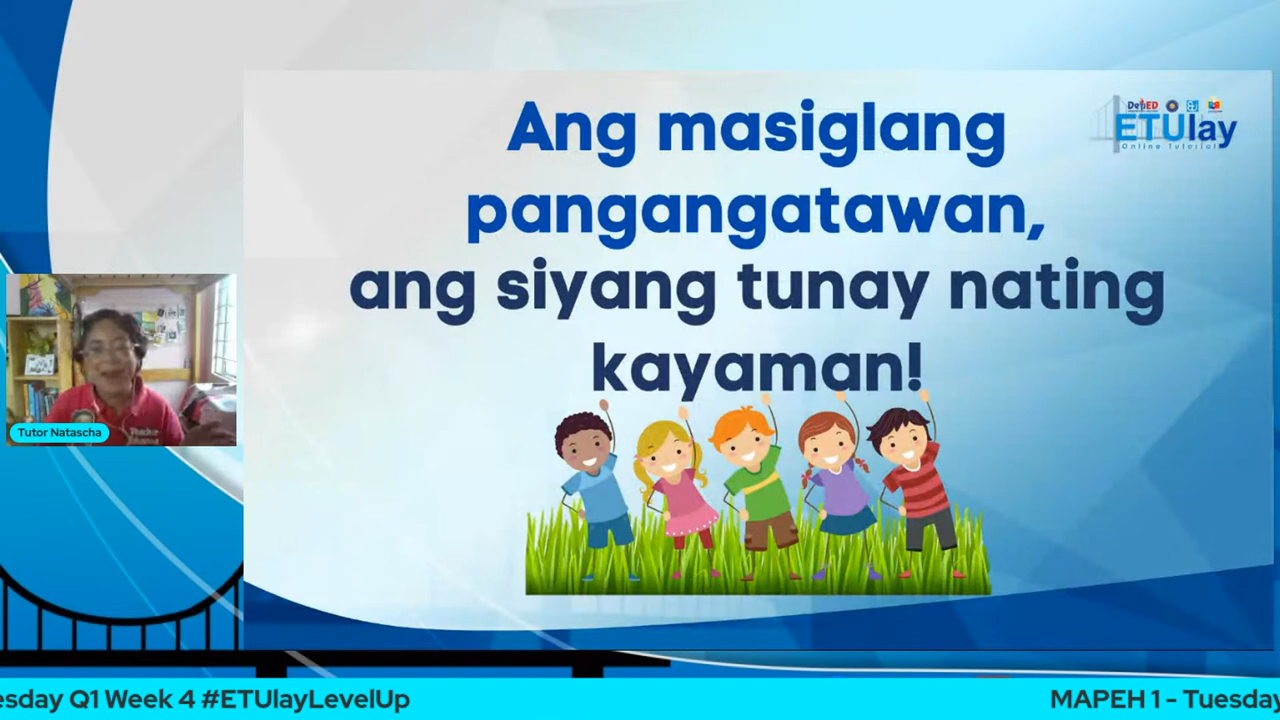 Ang masiglang
pangangatawan,
ang siyang tunay nating
kayaman!
DepED
ETUlay
Online Tutorial
Tutor Natascha
esday Q1 Week 4 #ETUlayLevelUp
MAPEH 1 - Tuesday